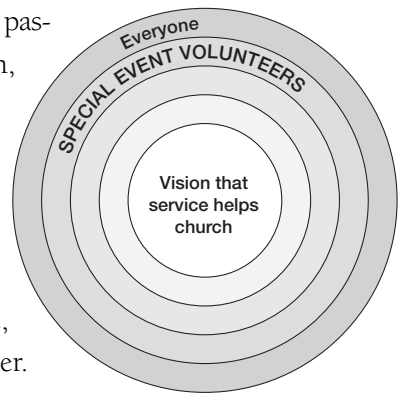 pas-
Everyone
SPECIAL EVENT VOLUNTEERS
Vision that
service helps
church
er.